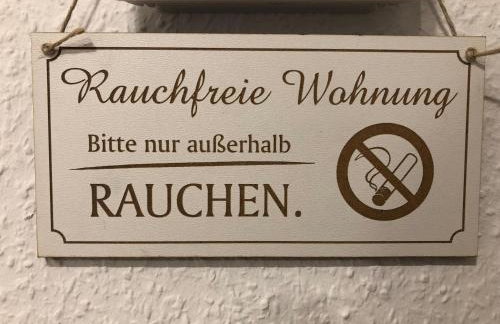 Rauchfreie Wohnung
Bitte nur außerhalb
RAUCHEN.